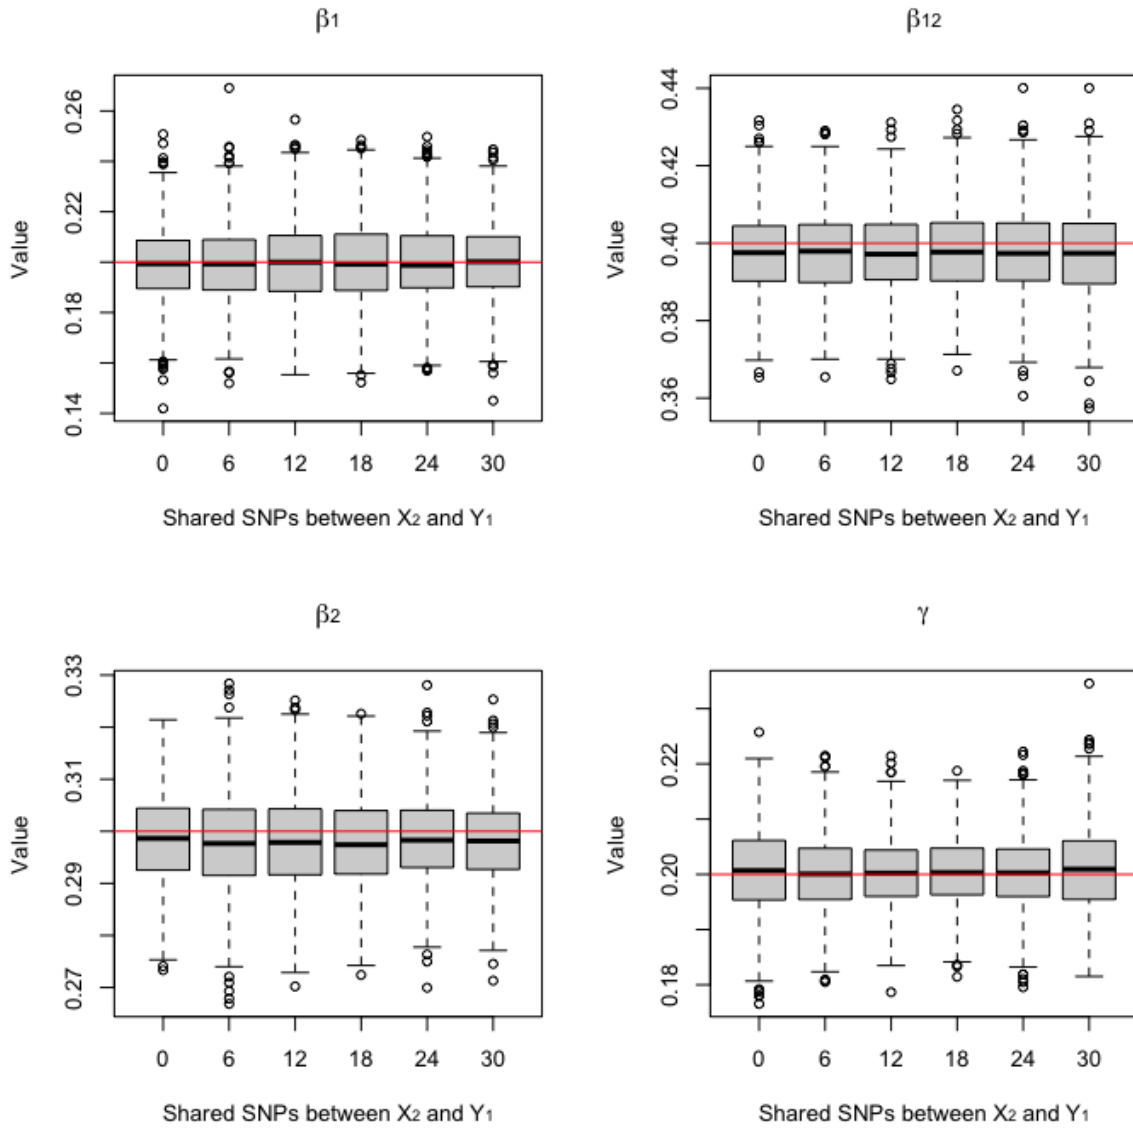 β1
Value
0.14 0.18 0.22 0.26
0 6 12 18 24 30
Shared SNPs between X2 and Y1
β12
Value
0.36 0.38 0.40 0.42 0.44
0 6 12 18 24 30
Shared SNPs between X2 and Y1
β2
Value
0.27 0.29 0.31 0.33
0 6 12 18 24 30
Shared SNPs between X2 and Y1
γ
Value
0.18 0.20 0.22
0 6 12 18 24 30
Shared SNPs between X2 and Y1